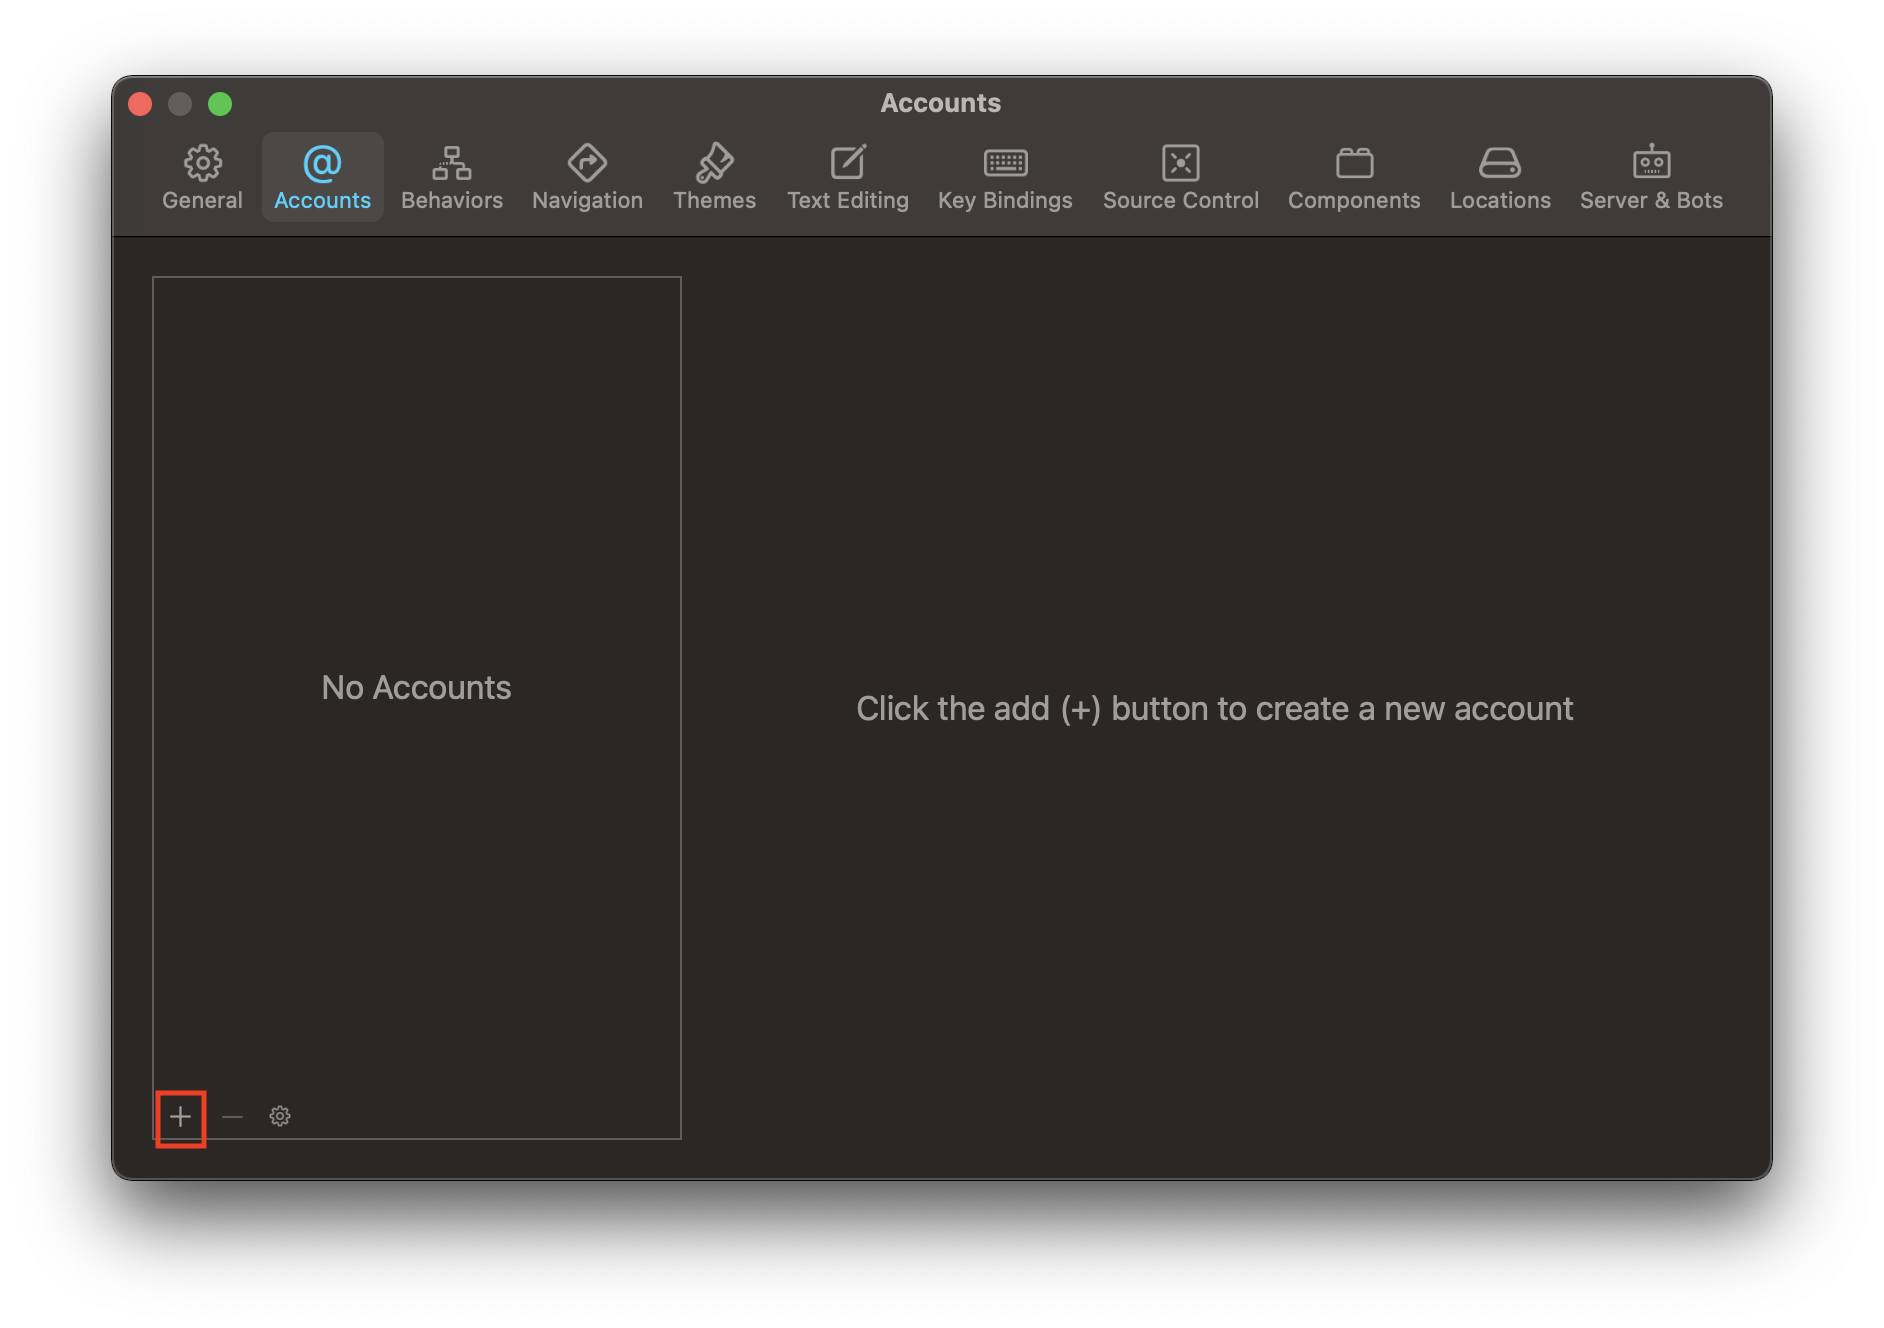 Accounts
General
Accounts
Behaviors
Navigation
Themes
Text Editing
Key Bindings
Source Control
Components
Locations
Server & Bots
No Accounts
Click the add (+) button to create a new account